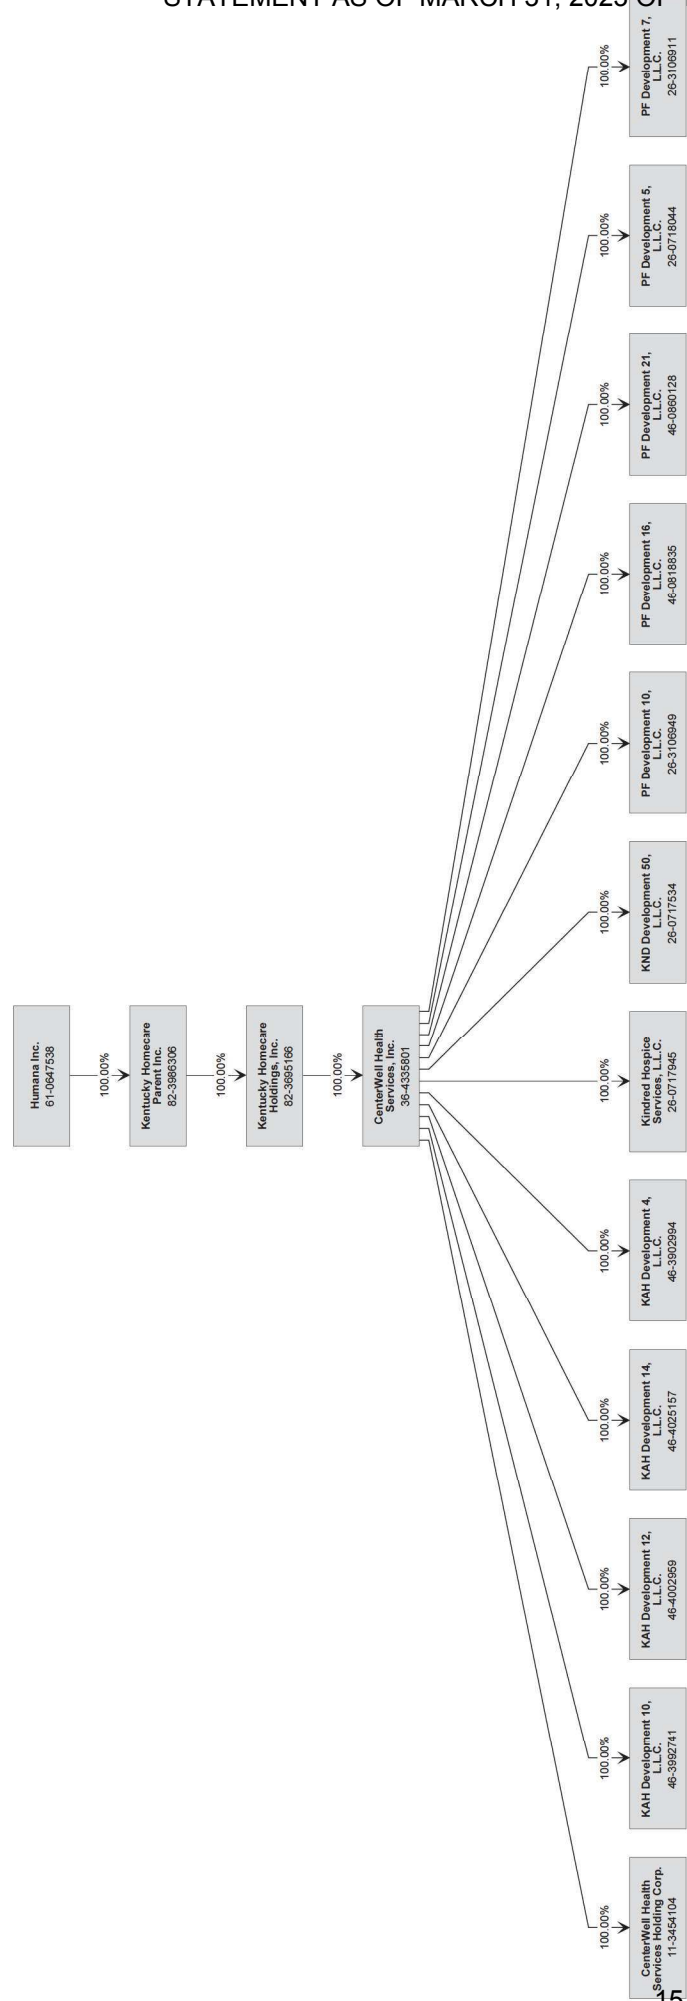 STATEMENT AS OF MARCH 31, 2023 OF
Humana Inc.
61-0647538
100.00%
Kentucky Homecare
Parent Inc.
82-3986306
100.00%
Kentucky Homecare
Holdings, Inc.
82-3695166
100.00%
CenterWell Health
Services, Inc.
36-4335801
100.00%
CenterWell Health
Services Holding Corp.
11-3454104
100.00%
KAH Development 10,
L.L.C.
46-3992741
100.00%
KAH Development 12,
L.L.C.
46-4002959
100.00%
KAH Development 14,
L.L.C.
46-4025157
100.00%
KAH Development 4,
L.L.C.
46-3902994
100.00%
Kindred Hospice
Services, L.L.C.
26-0717945
100.00%
KND Development 50,
L.L.C.
26-0717534
100.00%
PF Development 10,
L.L.C.
26-3106949
100.00%
PF Development 16,
L.L.C.
46-0818835
100.00%
PF Development 21,
L.L.C.
46-0860128
100.00%
PF Development 5,
L.L.C.
26-0718044
100.00%
PF Development 7,
L.L.C.
26-3106911
15